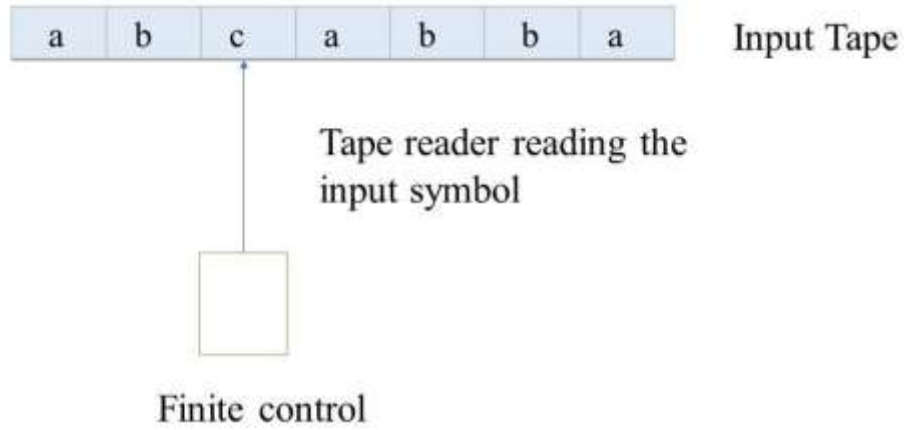 a b c a b b a Input Tape
Tape reader reading the
input symbol
Finite control